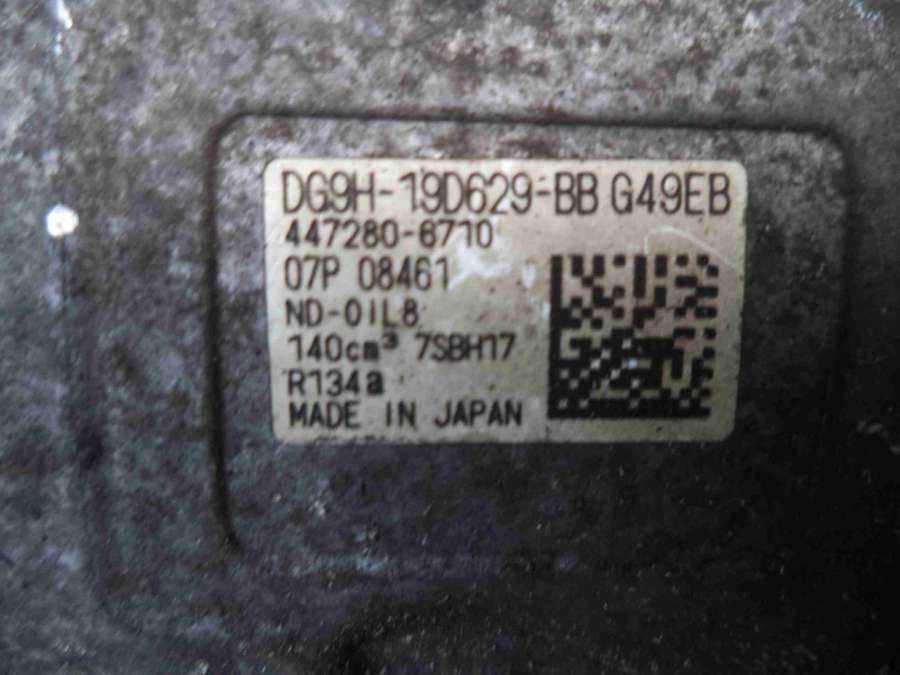 DG9H-19D629-BB G49EB
447280-6710
07P 08461
ND-OIL8
140cm³ 7SBH17
R134a
MADE IN JAPAN